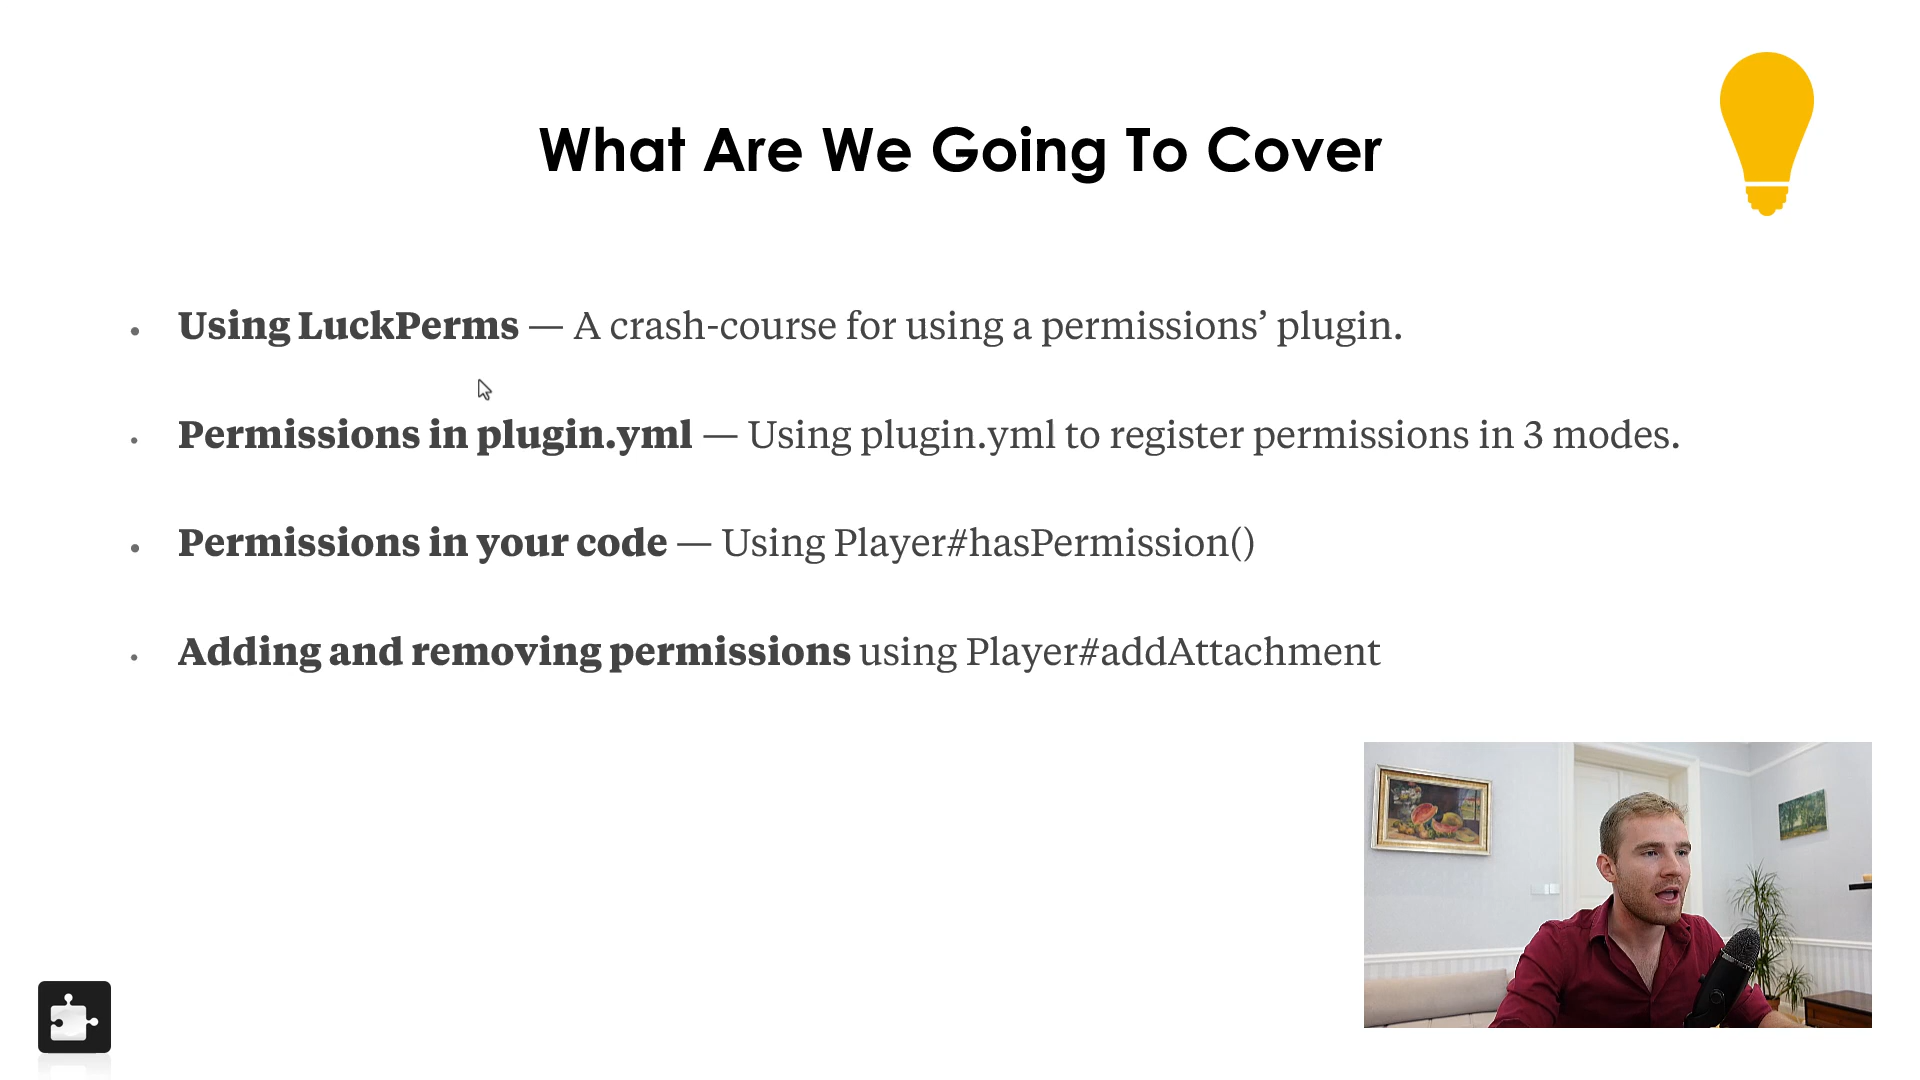 What Are We Going To Cover
• Using LuckPerms — A crash-course for using a permissions’ plugin.
• Permissions in plugin.yml — Using plugin.yml to register permissions in 3 modes.
• Permissions in your code — Using Player#hasPermission()
• Adding and removing permissions using Player#addAttachment